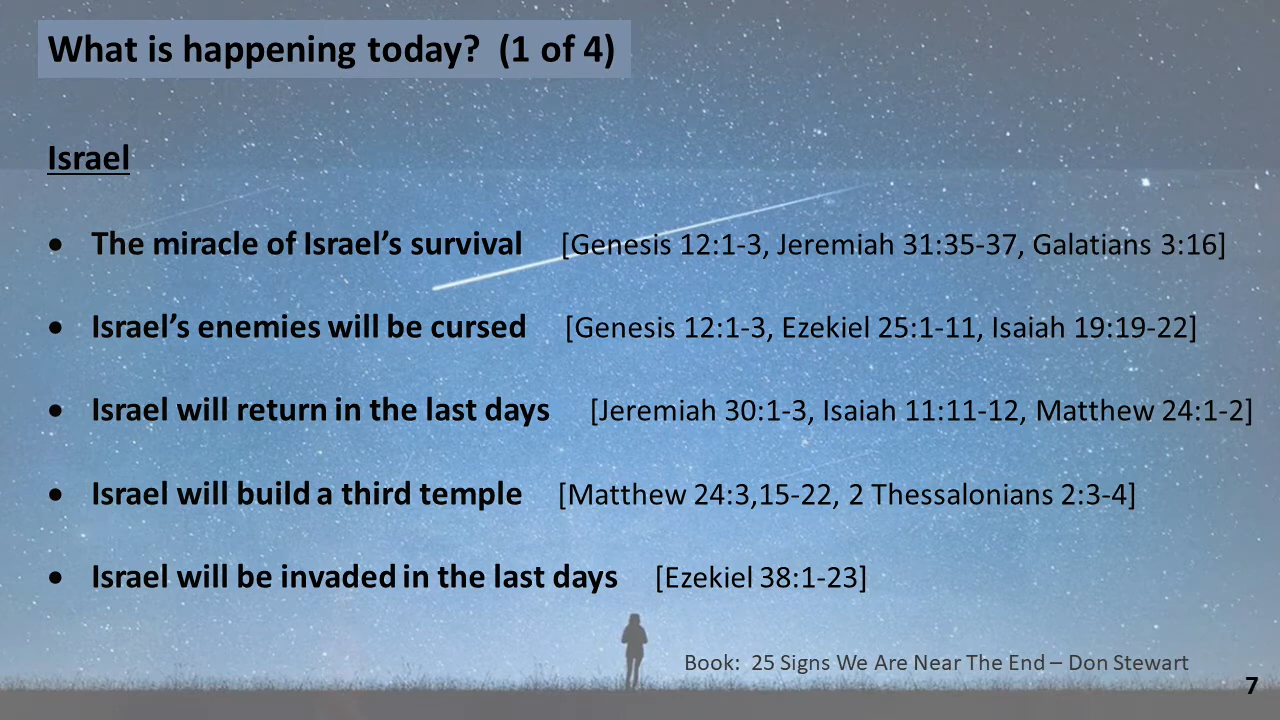 What is happening today?  (1 of 4)
Israel
• The miracle of Israel’s survival [Genesis 12:1-3, Jeremiah 31:35-37, Galatians 3:16]
• Israel’s enemies will be cursed [Genesis 12:1-3, Ezekiel 25:1-11, Isaiah 19:19-22]
• Israel will return in the last days [Jeremiah 30:1-3, Isaiah 11:11-12, Matthew 24:1-2]
• Israel will build a third temple [Matthew 24:3,15-22, 2 Thessalonians 2:3-4]
• Israel will be invaded in the last days [Ezekiel 38:1-23]
Book:  25 Signs We Are Near The End – Don Stewart
7